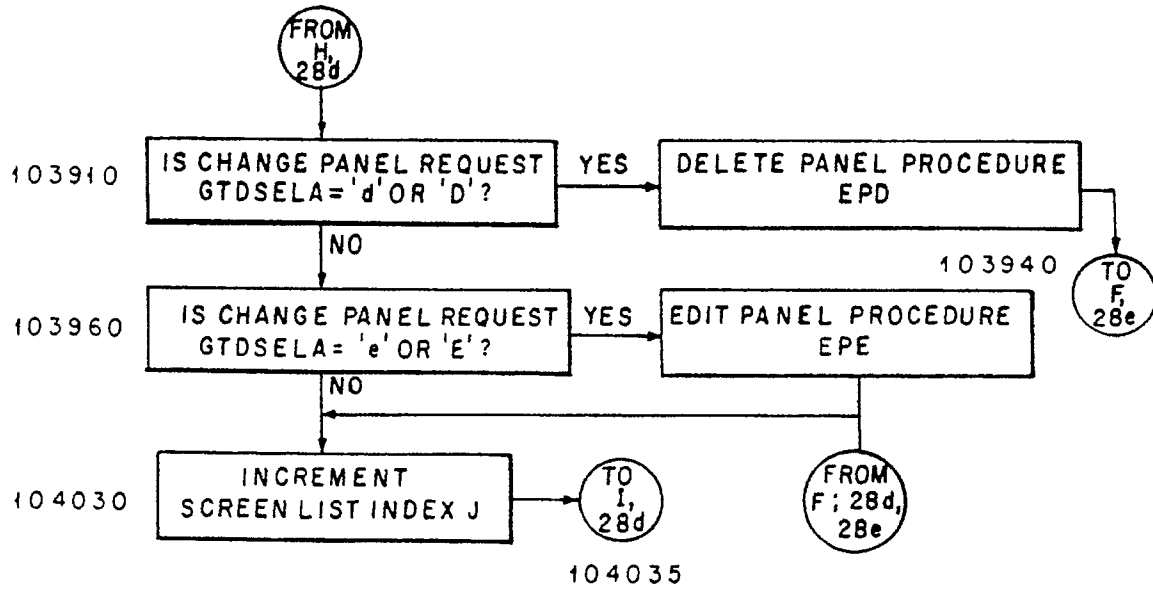 FROM
H,
28d
103910
IS CHANGE PANEL REQUEST
GTDSELA = 'd' OR 'D' ?
YES
DELETE PANEL PROCEDURE
EPD
NO
103940
TO
F,
28e
103960
IS CHANGE PANEL REQUEST
GTDSELA = 'e' OR 'E' ?
YES
EDIT PANEL PROCEDURE
EPE
NO
104030
INCREMENT
SCREEN LIST INDEX J
TO
I,
28d
FROM
F; 28d,
28e
104035